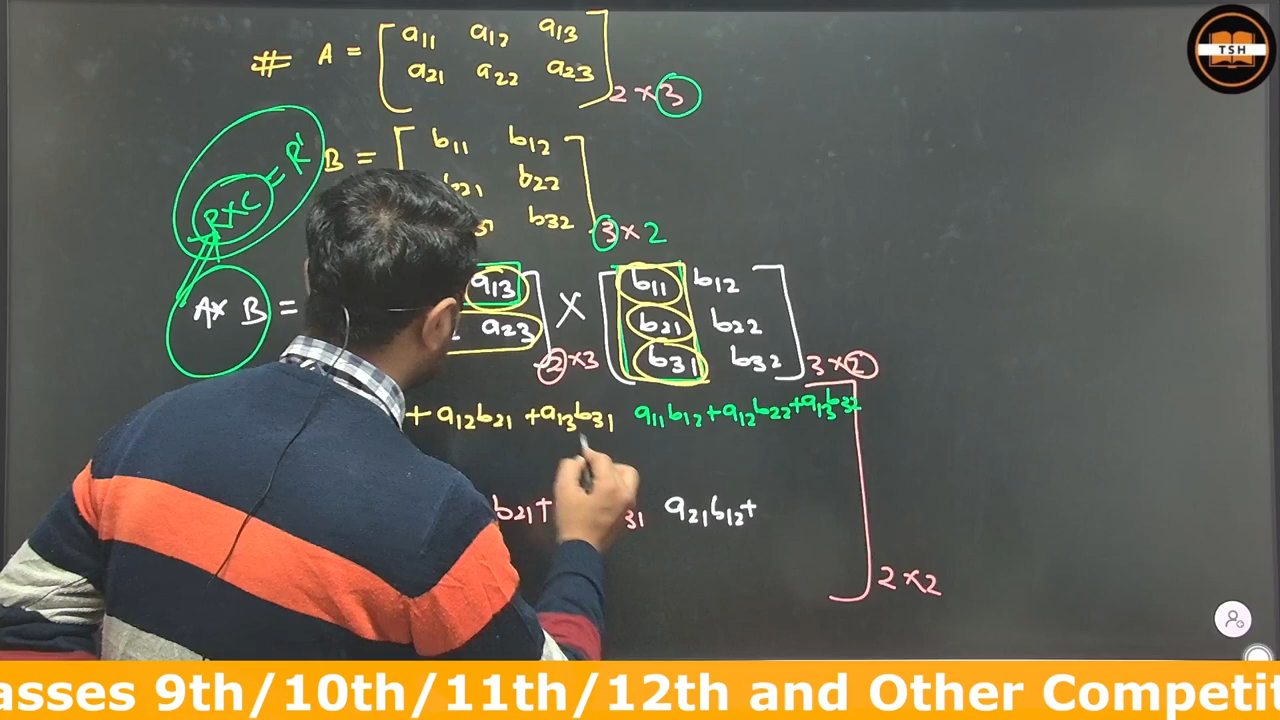 TSH
# A = [ a11 a12 a13
a21 a22 a23 ] 2 × 3
R×C = R'
B = [ b11 b12
b21 b22
b32 ] 3 × 2
A × B = a13 ] × [ b11 b12
a23 ] 2 × 3 b21 b22
b31 b32 ] 3 × 2
+ a12b21 + a13b31 a11b12 + a12b22 + a13b32
b21 + 31 a21b12 +
] 2 × 2
asses 9th/10th/11th/12th and Other Competit